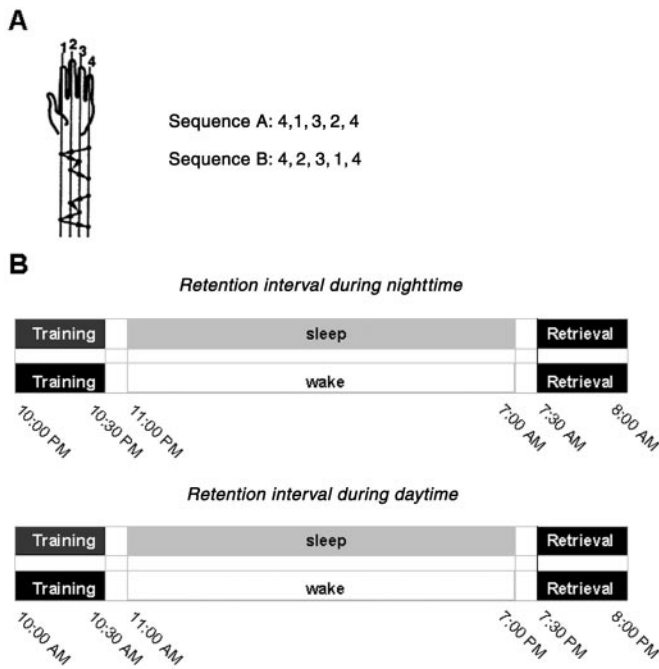 A
1 2 3 4
Sequence A: 4,1,3,2,4
Sequence B: 4,2,3,1,4
B
Retention interval during nighttime
Training sleep Retrieval
Training wake Retrieval
10:00 PM 10:30 PM 11:00 PM 7:00 AM 7:30 AM 8:00 AM
Retention interval during daytime
Training sleep Retrieval
Training wake Retrieval
10:00 AM 10:30 AM 11:00 AM 7:00 PM 7:30 PM 8:00 PM